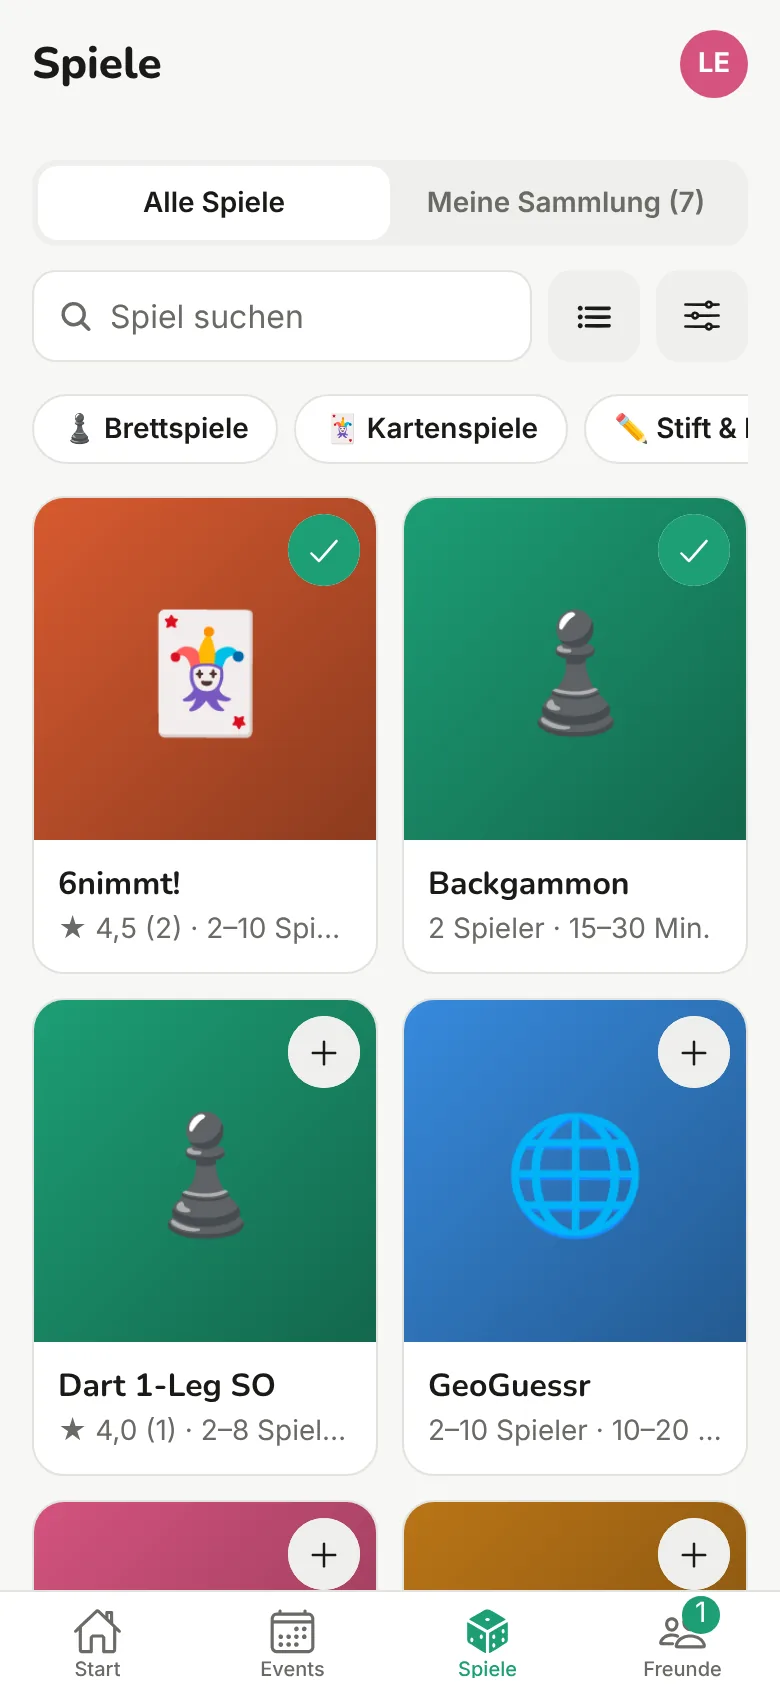 Spiele
LE
Alle Spiele
Meine Sammlung (7)
Spiel suchen
Brettspiele
Kartenspiele
Stift &
6nimmt!
★ 4,5 (2) · 2–10 Spi...
Backgammon
2 Spieler · 15–30 Min.
Dart 1-Leg SO
★ 4,0 (1) · 2–8 Spiel...
GeoGuessr
2–10 Spieler · 10–20 ...
1
Start
Events
Spiele
Freunde